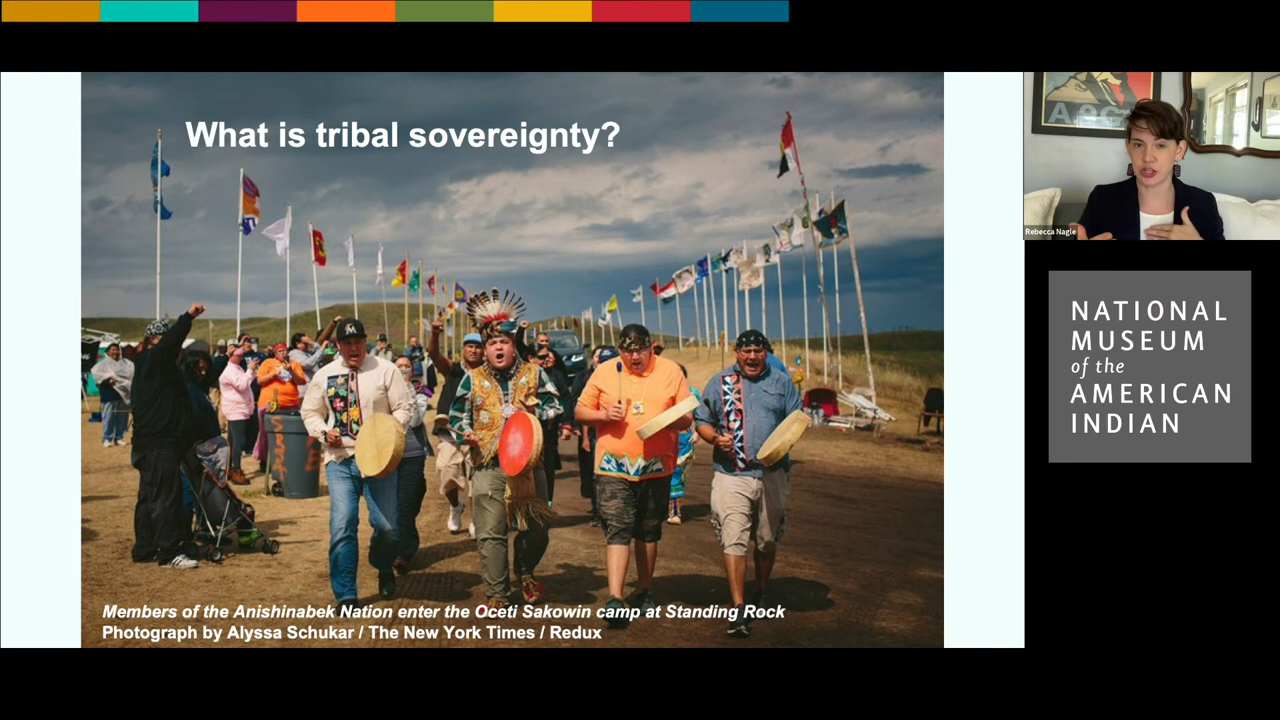 What is tribal sovereignty?
Members of the Anishinabek Nation enter the Oceti Sakowin camp at Standing Rock
Photograph by Alyssa Schukar / The New York Times / Redux
Rebecca Nagle
NATIONAL
MUSEUM
of the
AMERICAN
INDIAN